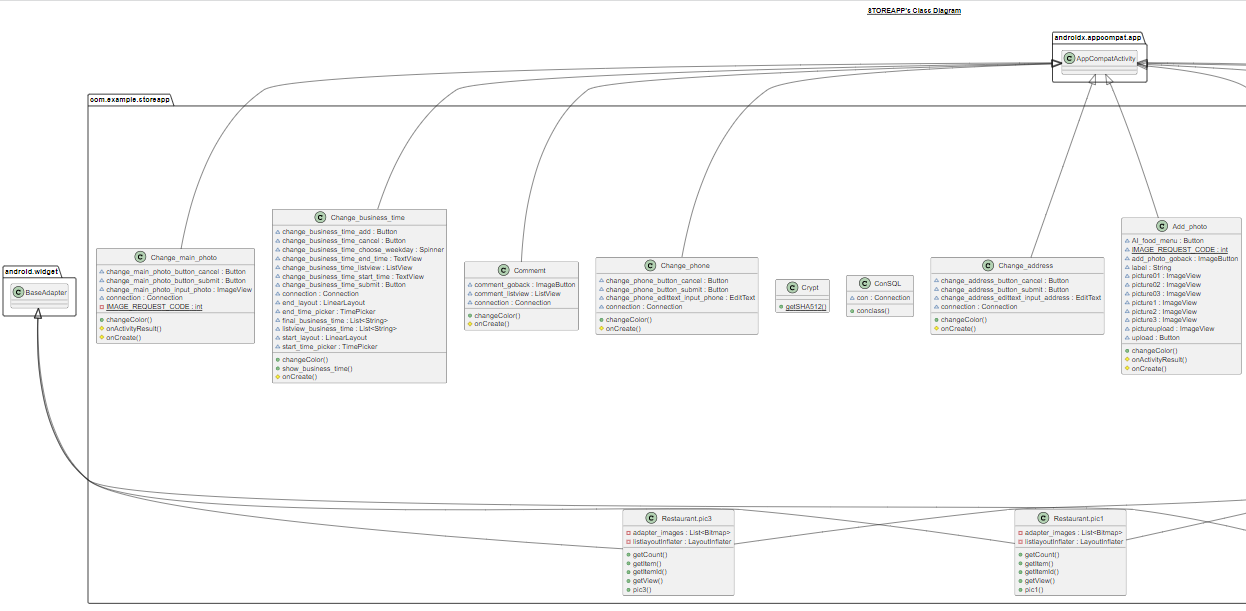 STOREAPP's Class Diagram
androidx.appcompat.app
C AppCompatActivity
com.example.storeapp
android.widget
C BaseAdapter
C Change_main_photo
change_main_photo_button_cancel : Button
change_main_photo_button_submit : Button
change_main_photo_input_photo : ImageView
connection : Connection
IMAGE_REQUEST_CODE : int
changeColor()
onActivityResult()
onCreate()
C Change_business_time
change_business_time_add : Button
change_business_time_cancel : Button
change_business_time_choose_weekday : Spinner
change_business_time_end_time : TextView
change_business_time_listview : ListView
change_business_time_start_time : TextView
change_business_time_submit : Button
connection : Connection
end_layout : LinearLayout
end_time_picker : TimePicker
final_business_time : List<String>
listview_business_time : List<String>
start_layout : LinearLayout
start_time_picker : TimePicker
changeColor()
show_business_time()
onCreate()
C Commemt
comment_goback : ImageButton
comment_listview : ListView
connection : Connection
changeColor()
onCreate()
C Change_phone
change_phone_button_cancel : Button
change_phone_button_submit : Button
change_phone_edittext_input_phone : EditText
connection : Connection
changeColor()
onCreate()
C Crypt
getSHA512()
C ConSQL
con : Connection
conclass()
C Change_address
change_address_button_cancel : Button
change_address_button_submit : Button
change_address_edittext_input_address : EditText
connection : Connection
changeColor()
onCreate()
C Add_photo
AI_food_menu : Button
IMAGE_REQUEST_CODE : int
add_photo_goback : ImageButton
label : String
picture01 : ImageView
picture02 : ImageView
picture03 : ImageView
picture1 : ImageView
picture2 : ImageView
picture3 : ImageView
pictureupload : ImageView
upload : Button
changeColor()
onActivityResult()
onCreate()
C Restaurant.pic3
adapter_images : List<Bitmap>
listlayoutInflater : LayoutInflater
getCount()
getItem()
getItemId()
getView()
pic3()
C Restaurant.pic1
adapter_images : List<Bitmap>
listlayoutInflater : LayoutInflater
getCount()
getItem()
getItemId()
getView()
pic1()